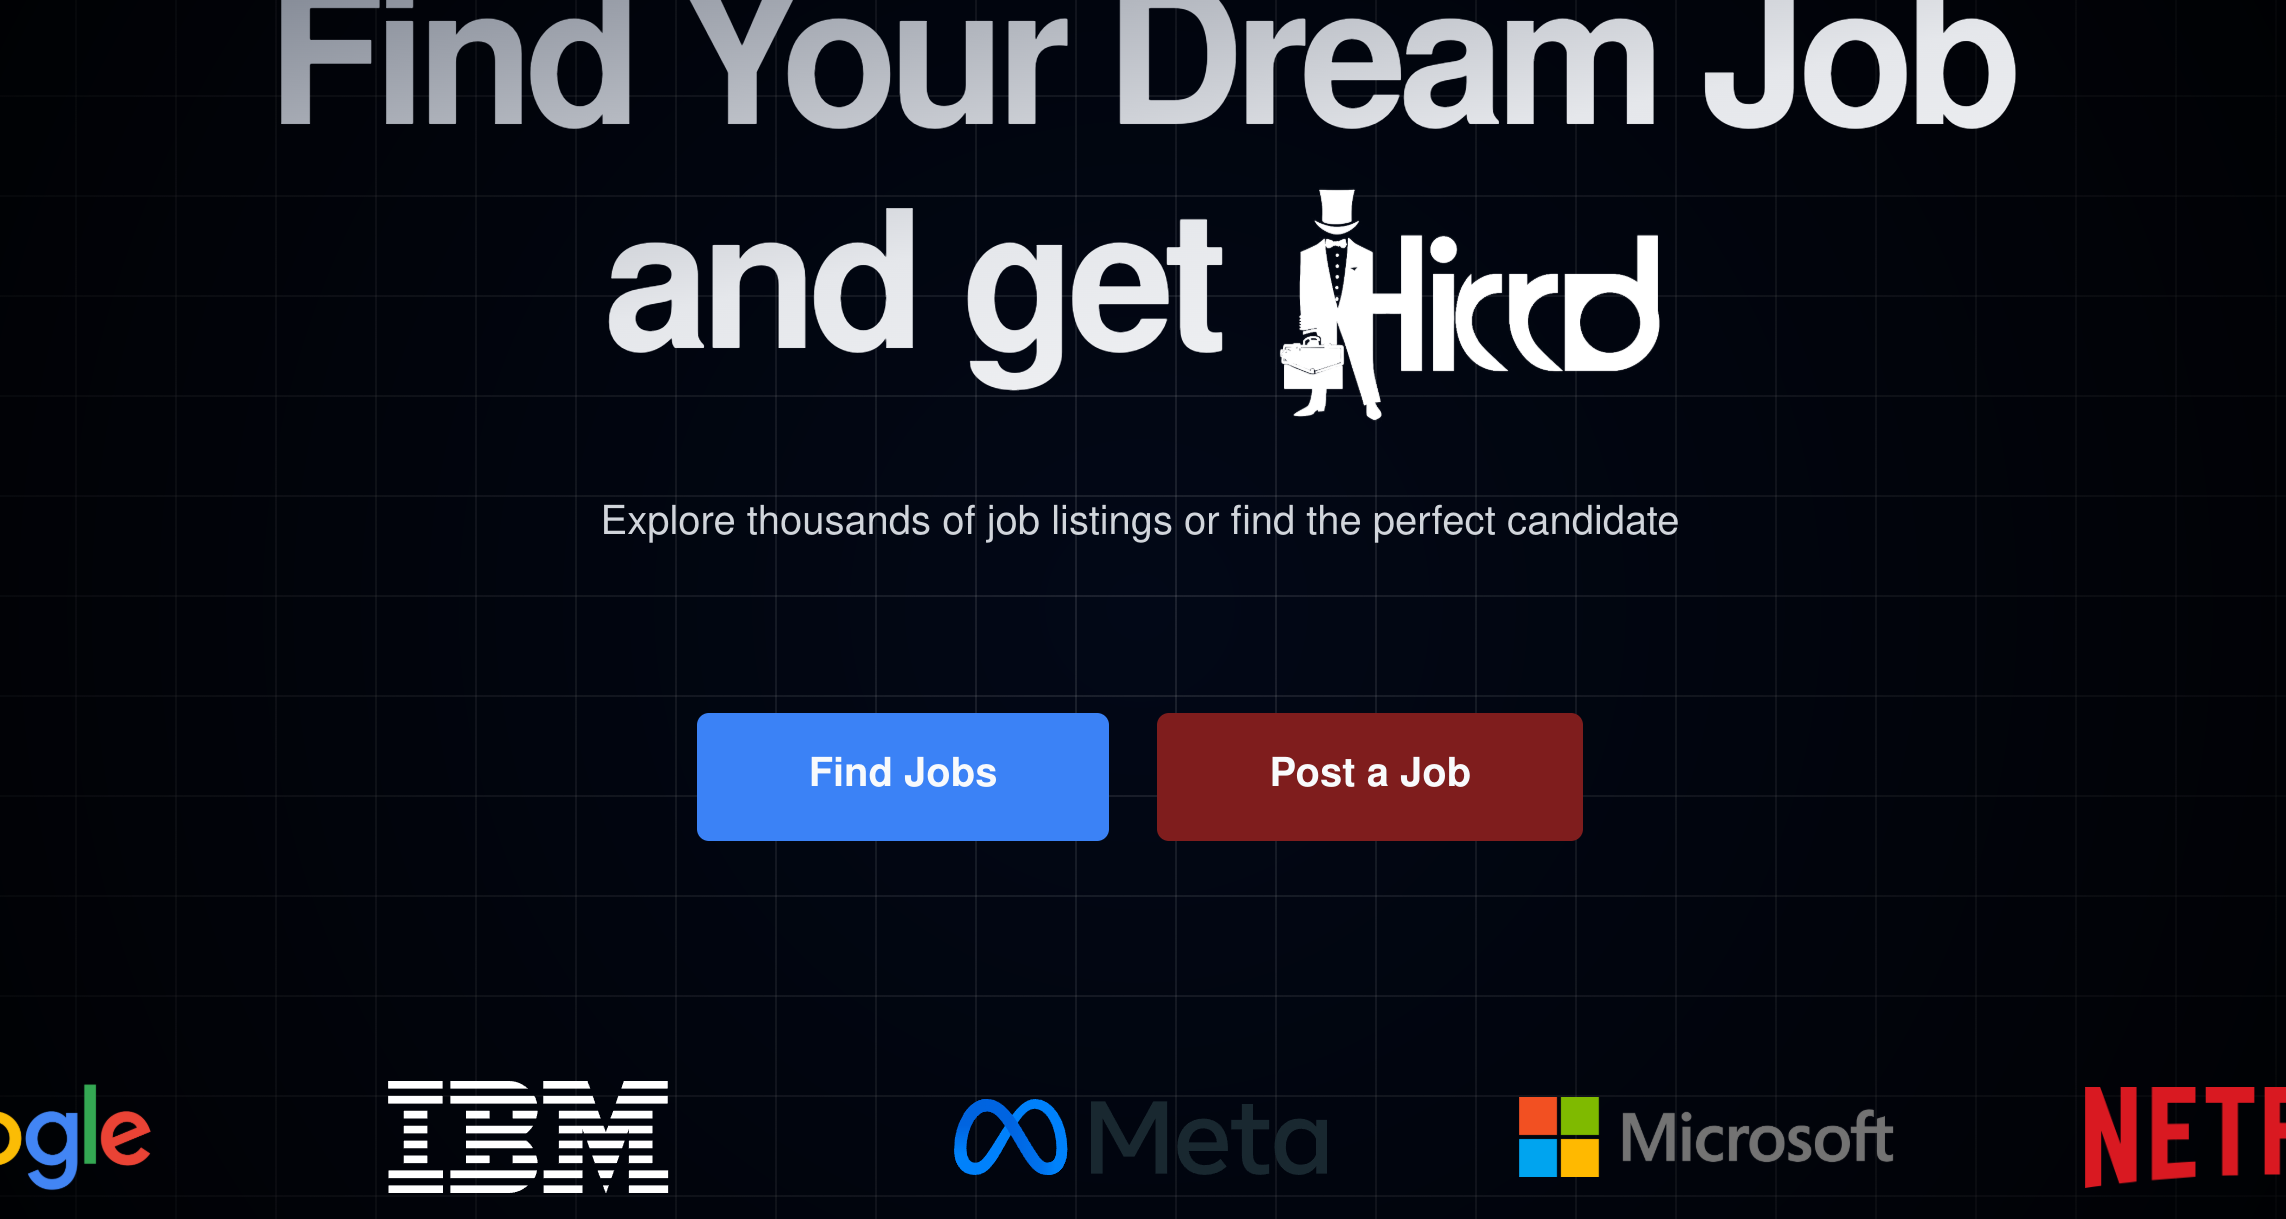 Find Your Dream Job
and get Hirrd
Explore thousands of job listings or find the perfect candidate
Find Jobs Post a Job
ogle IBM Meta Microsoft NETF